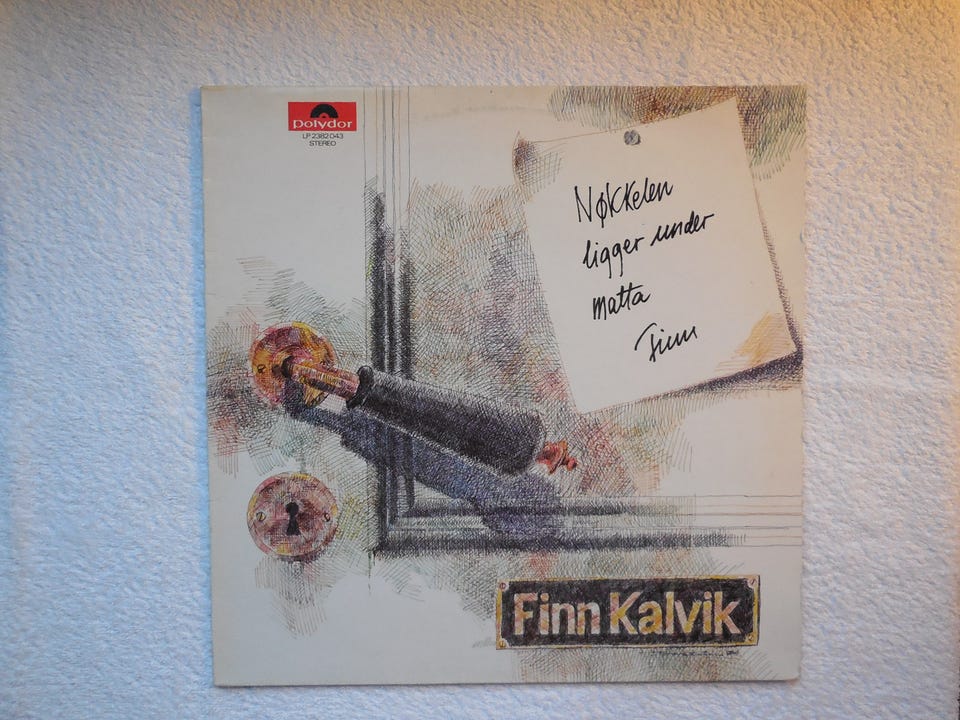 polydor
LP 2382 043
STEREO
Nøkkelen
ligger under
matta
Finn
Finn Kalvik